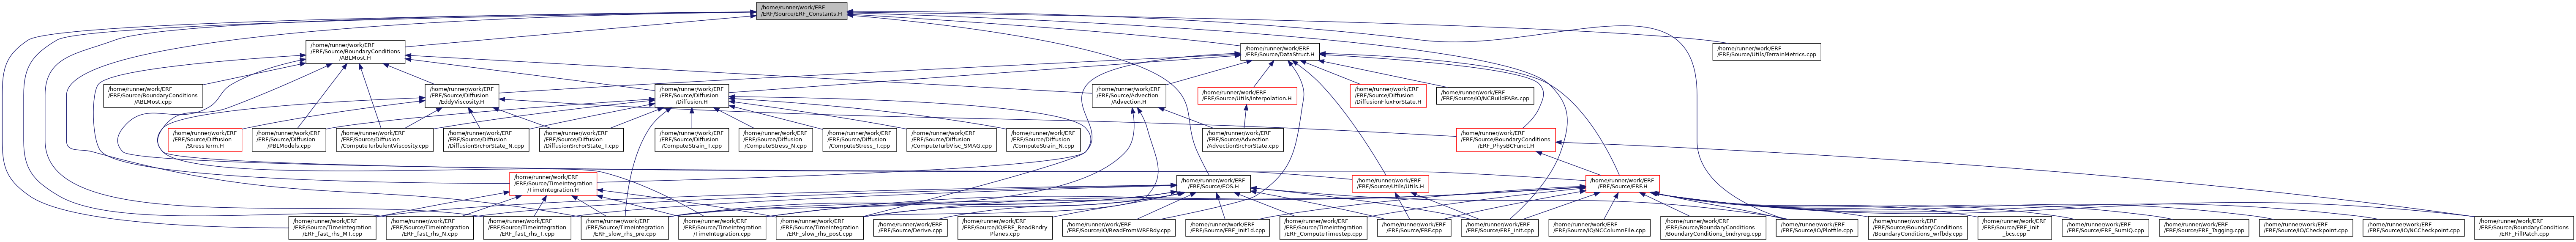 /home/runner/work/ERF
/ERF/Source/ERF_Constants.H
/home/runner/work/ERF
/ERF/Source/BoundaryConditions
/ABLMost.H
/home/runner/work/ERF
/ERF/Source/DataStruct.H
/home/runner/work/ERF
/ERF/Source/Utils/TerrainMetrics.cpp
/home/runner/work/ERF
/ERF/Source/BoundaryConditions
/ABLMost.cpp
/home/runner/work/ERF
/ERF/Source/Diffusion
/EddyViscosity.H
/home/runner/work/ERF
/ERF/Source/Diffusion
/Diffusion.H
/home/runner/work/ERF
/ERF/Source/Advection
/Advection.H
/home/runner/work/ERF
/ERF/Source/Utils/Interpolation.H
/home/runner/work/ERF
/ERF/Source/Diffusion
/DiffusionFluxForState.H
/home/runner/work/ERF
/ERF/Source/IO/NCBuildFABs.cpp
/home/runner/work/ERF
/ERF/Source/Diffusion
/StressTerm.H
/home/runner/work/ERF
/ERF/Source/Diffusion
/PBLModels.cpp
/home/runner/work/ERF
/ERF/Source/Diffusion
/ComputeTurbulentViscosity.cpp
/home/runner/work/ERF
/ERF/Source/Diffusion
/DiffusionSrcForState_N.cpp
/home/runner/work/ERF
/ERF/Source/Diffusion
/DiffusionSrcForState_T.cpp
/home/runner/work/ERF
/ERF/Source/Diffusion
/ComputeStrain_T.cpp
/home/runner/work/ERF
/ERF/Source/Diffusion
/ComputeStress_N.cpp
/home/runner/work/ERF
/ERF/Source/Diffusion
/ComputeStress_T.cpp
/home/runner/work/ERF
/ERF/Source/Diffusion
/ComputeTurbVisc_SMAG.cpp
/home/runner/work/ERF
/ERF/Source/Diffusion
/ComputeStrain_N.cpp
/home/runner/work/ERF
/ERF/Source/Advection
/AdvectionSrcForState.cpp
/home/runner/work/ERF
/ERF/Source/BoundaryConditions
/ERF_PhysBCFunct.H
/home/runner/work/ERF
/ERF/Source/TimeIntegration
/TimeIntegration.H
/home/runner/work/ERF
/ERF/Source/EOS.H
/home/runner/work/ERF
/ERF/Source/Utils/Utils.H
/home/runner/work/ERF
/ERF/Source/ERF.H
/home/runner/work/ERF
/ERF/Source/TimeIntegration
/ERF_fast_rhs_MT.cpp
/home/runner/work/ERF
/ERF/Source/TimeIntegration
/ERF_fast_rhs_N.cpp
/home/runner/work/ERF
/ERF/Source/TimeIntegration
/ERF_fast_rhs_T.cpp
/home/runner/work/ERF
/ERF/Source/TimeIntegration
/ERF_slow_rhs_pre.cpp
/home/runner/work/ERF
/ERF/Source/TimeIntegration
/TimeIntegration.cpp
/home/runner/work/ERF
/ERF/Source/TimeIntegration
/ERF_slow_rhs_post.cpp
/home/runner/work/ERF
/ERF/Source/Derive.cpp
/home/runner/work/ERF
/ERF/Source/IO/ERF_ReadBndry
Planes.cpp
/home/runner/work/ERF
/ERF/Source/IO/ReadFromWRFBdy.cpp
/home/runner/work/ERF
/ERF/Source/ERF_init1d.cpp
/home/runner/work/ERF
/ERF/Source/TimeIntegration
/ERF_ComputeTimestep.cpp
/home/runner/work/ERF
/ERF/Source/ERF.cpp
/home/runner/work/ERF
/ERF/Source/ERF_init.cpp
/home/runner/work/ERF
/ERF/Source/IO/NCColumnFile.cpp
/home/runner/work/ERF
/ERF/Source/BoundaryConditions
/BoundaryConditions_bndryreg.cpp
/home/runner/work/ERF
/ERF/Source/IO/Plotfile.cpp
/home/runner/work/ERF
/ERF/Source/BoundaryConditions
/BoundaryConditions_wrfbdy.cpp
/home/runner/work/ERF
/ERF/Source/ERF_init
_bcs.cpp
/home/runner/work/ERF
/ERF/Source/ERF_SumIQ.cpp
/home/runner/work/ERF
/ERF/Source/ERF_Tagging.cpp
/home/runner/work/ERF
/ERF/Source/IO/Checkpoint.cpp
/home/runner/work/ERF
/ERF/Source/IO/NCCheckpoint.cpp
/home/runner/work/ERF
/ERF/Source/BoundaryConditions
/ERF_FillPatch.cpp